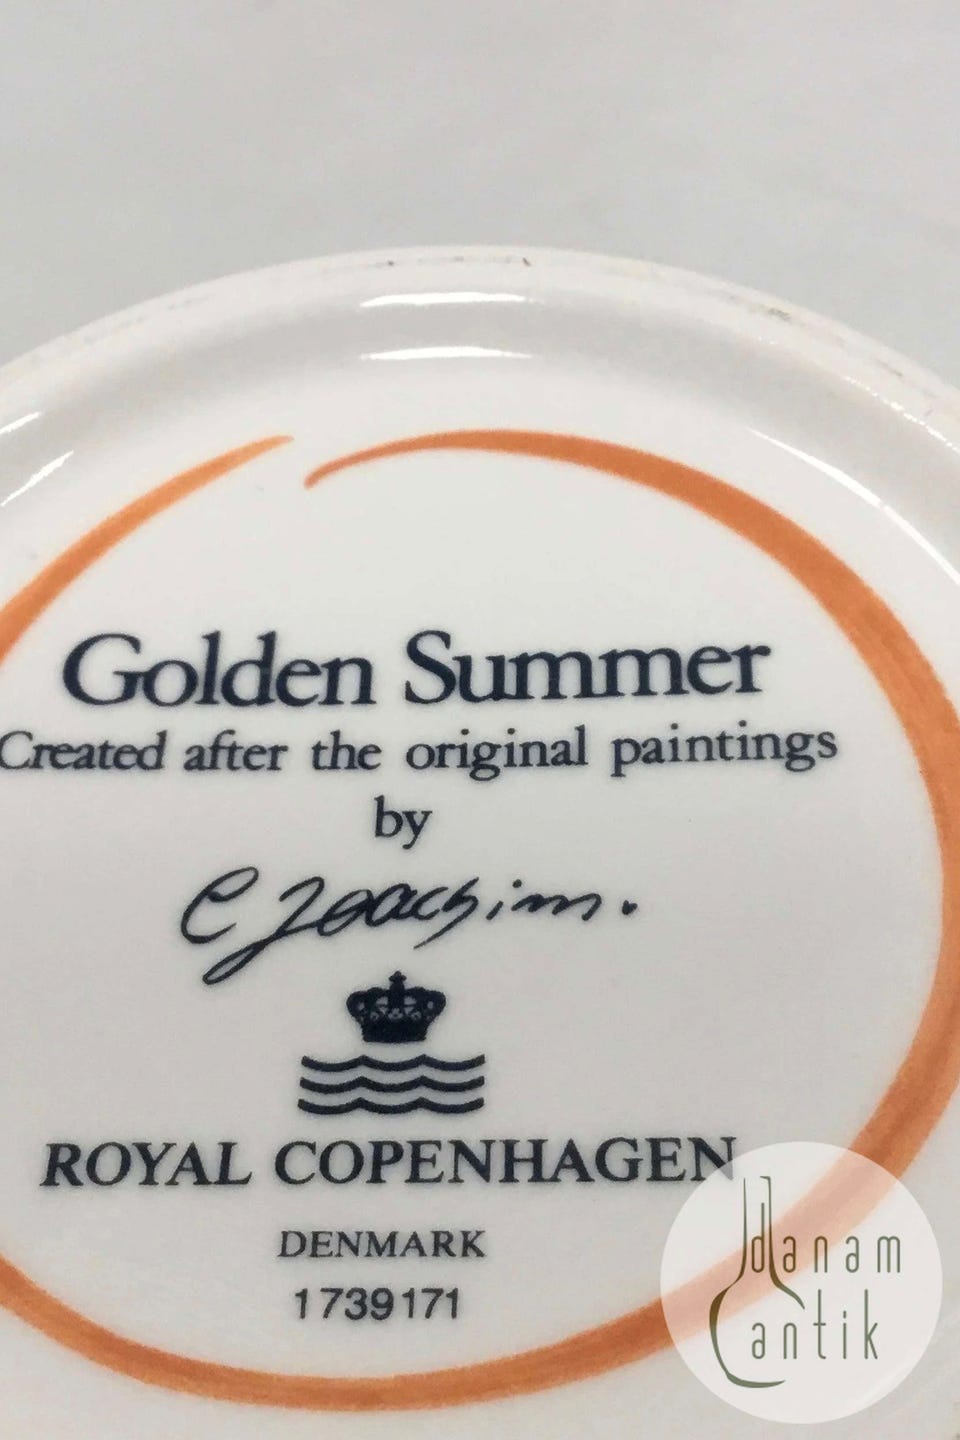 Golden Summer
Created after the original paintings
by
C Joachim.
ROYAL COPENHAGEN
DENMARK
1739171
danam
antik